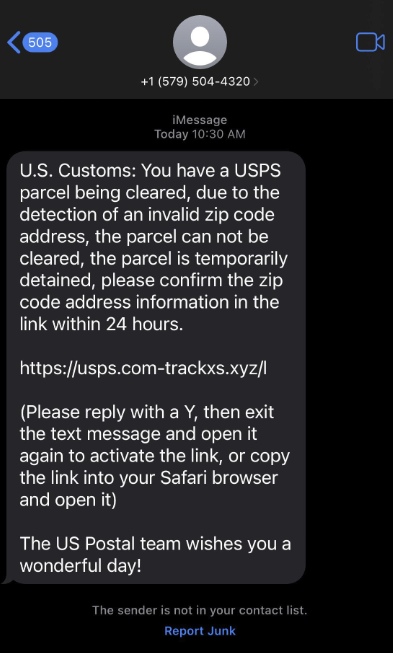 505
+1 (579) 504-4320 >
iMessage
Today 10:30 AM
U.S. Customs: You have a USPS
parcel being cleared, due to the
detection of an invalid zip code
address, the parcel can not be
cleared, the parcel is temporarily
detained, please confirm the zip
code address information in the
link within 24 hours.
https://usps.com-trackxs.xyz/l
(Please reply with a Y, then exit
the text message and open it
again to activate the link, or copy
the link into your Safari browser
and open it)
The US Postal team wishes you a
wonderful day!
The sender is not in your contact list.
Report Junk